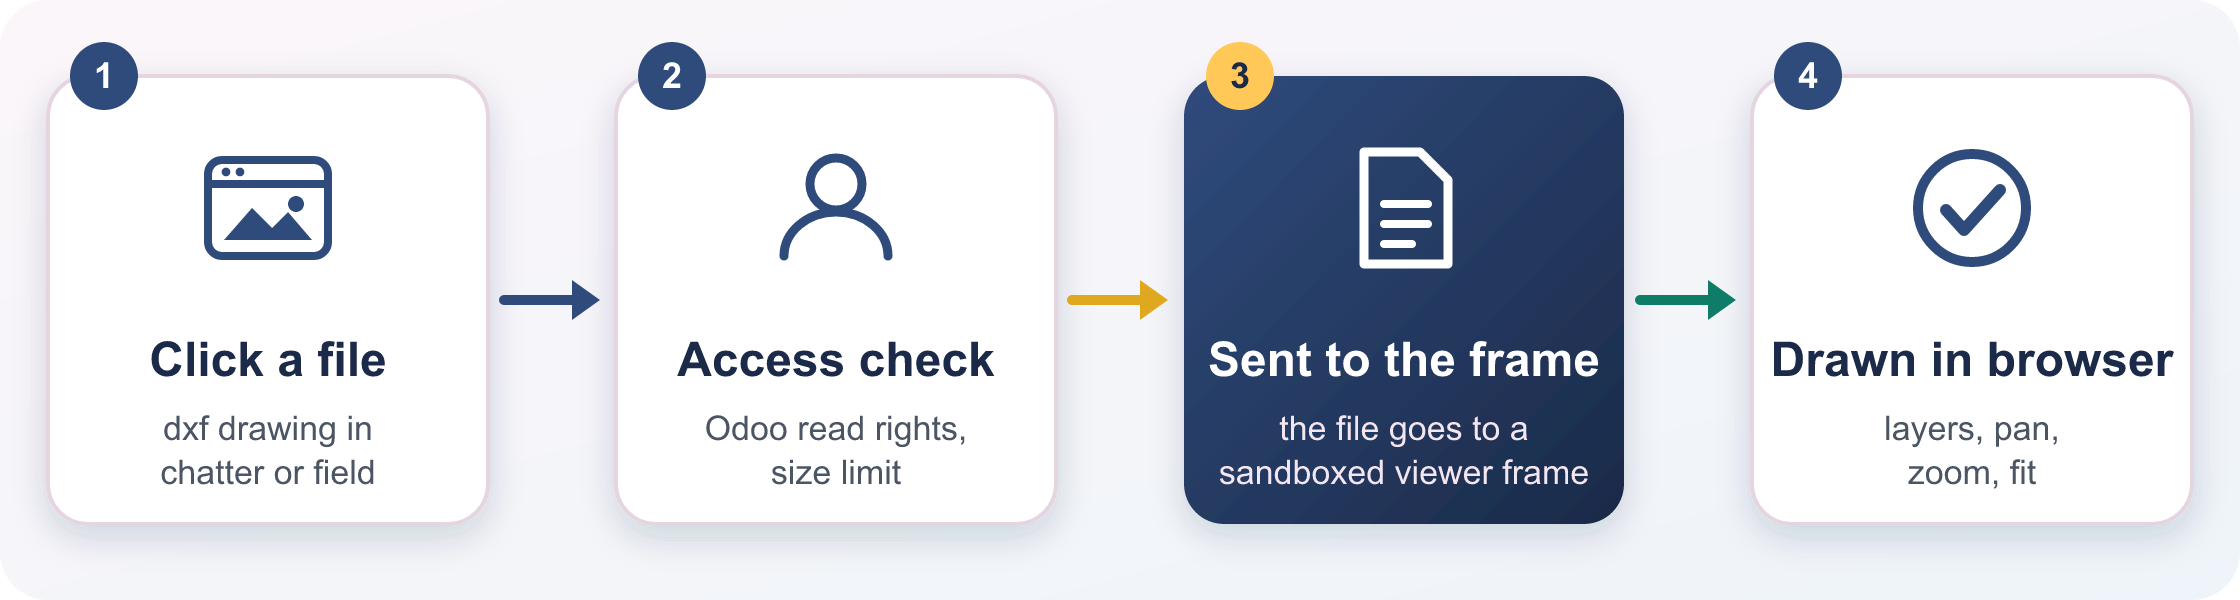 1
Click a file
dxf drawing in
chatter or field
2
Access check
Odoo read rights,
size limit
3
Sent to the frame
the file goes to a
sandboxed viewer frame
4
Drawn in browser
layers, pan,
zoom, fit